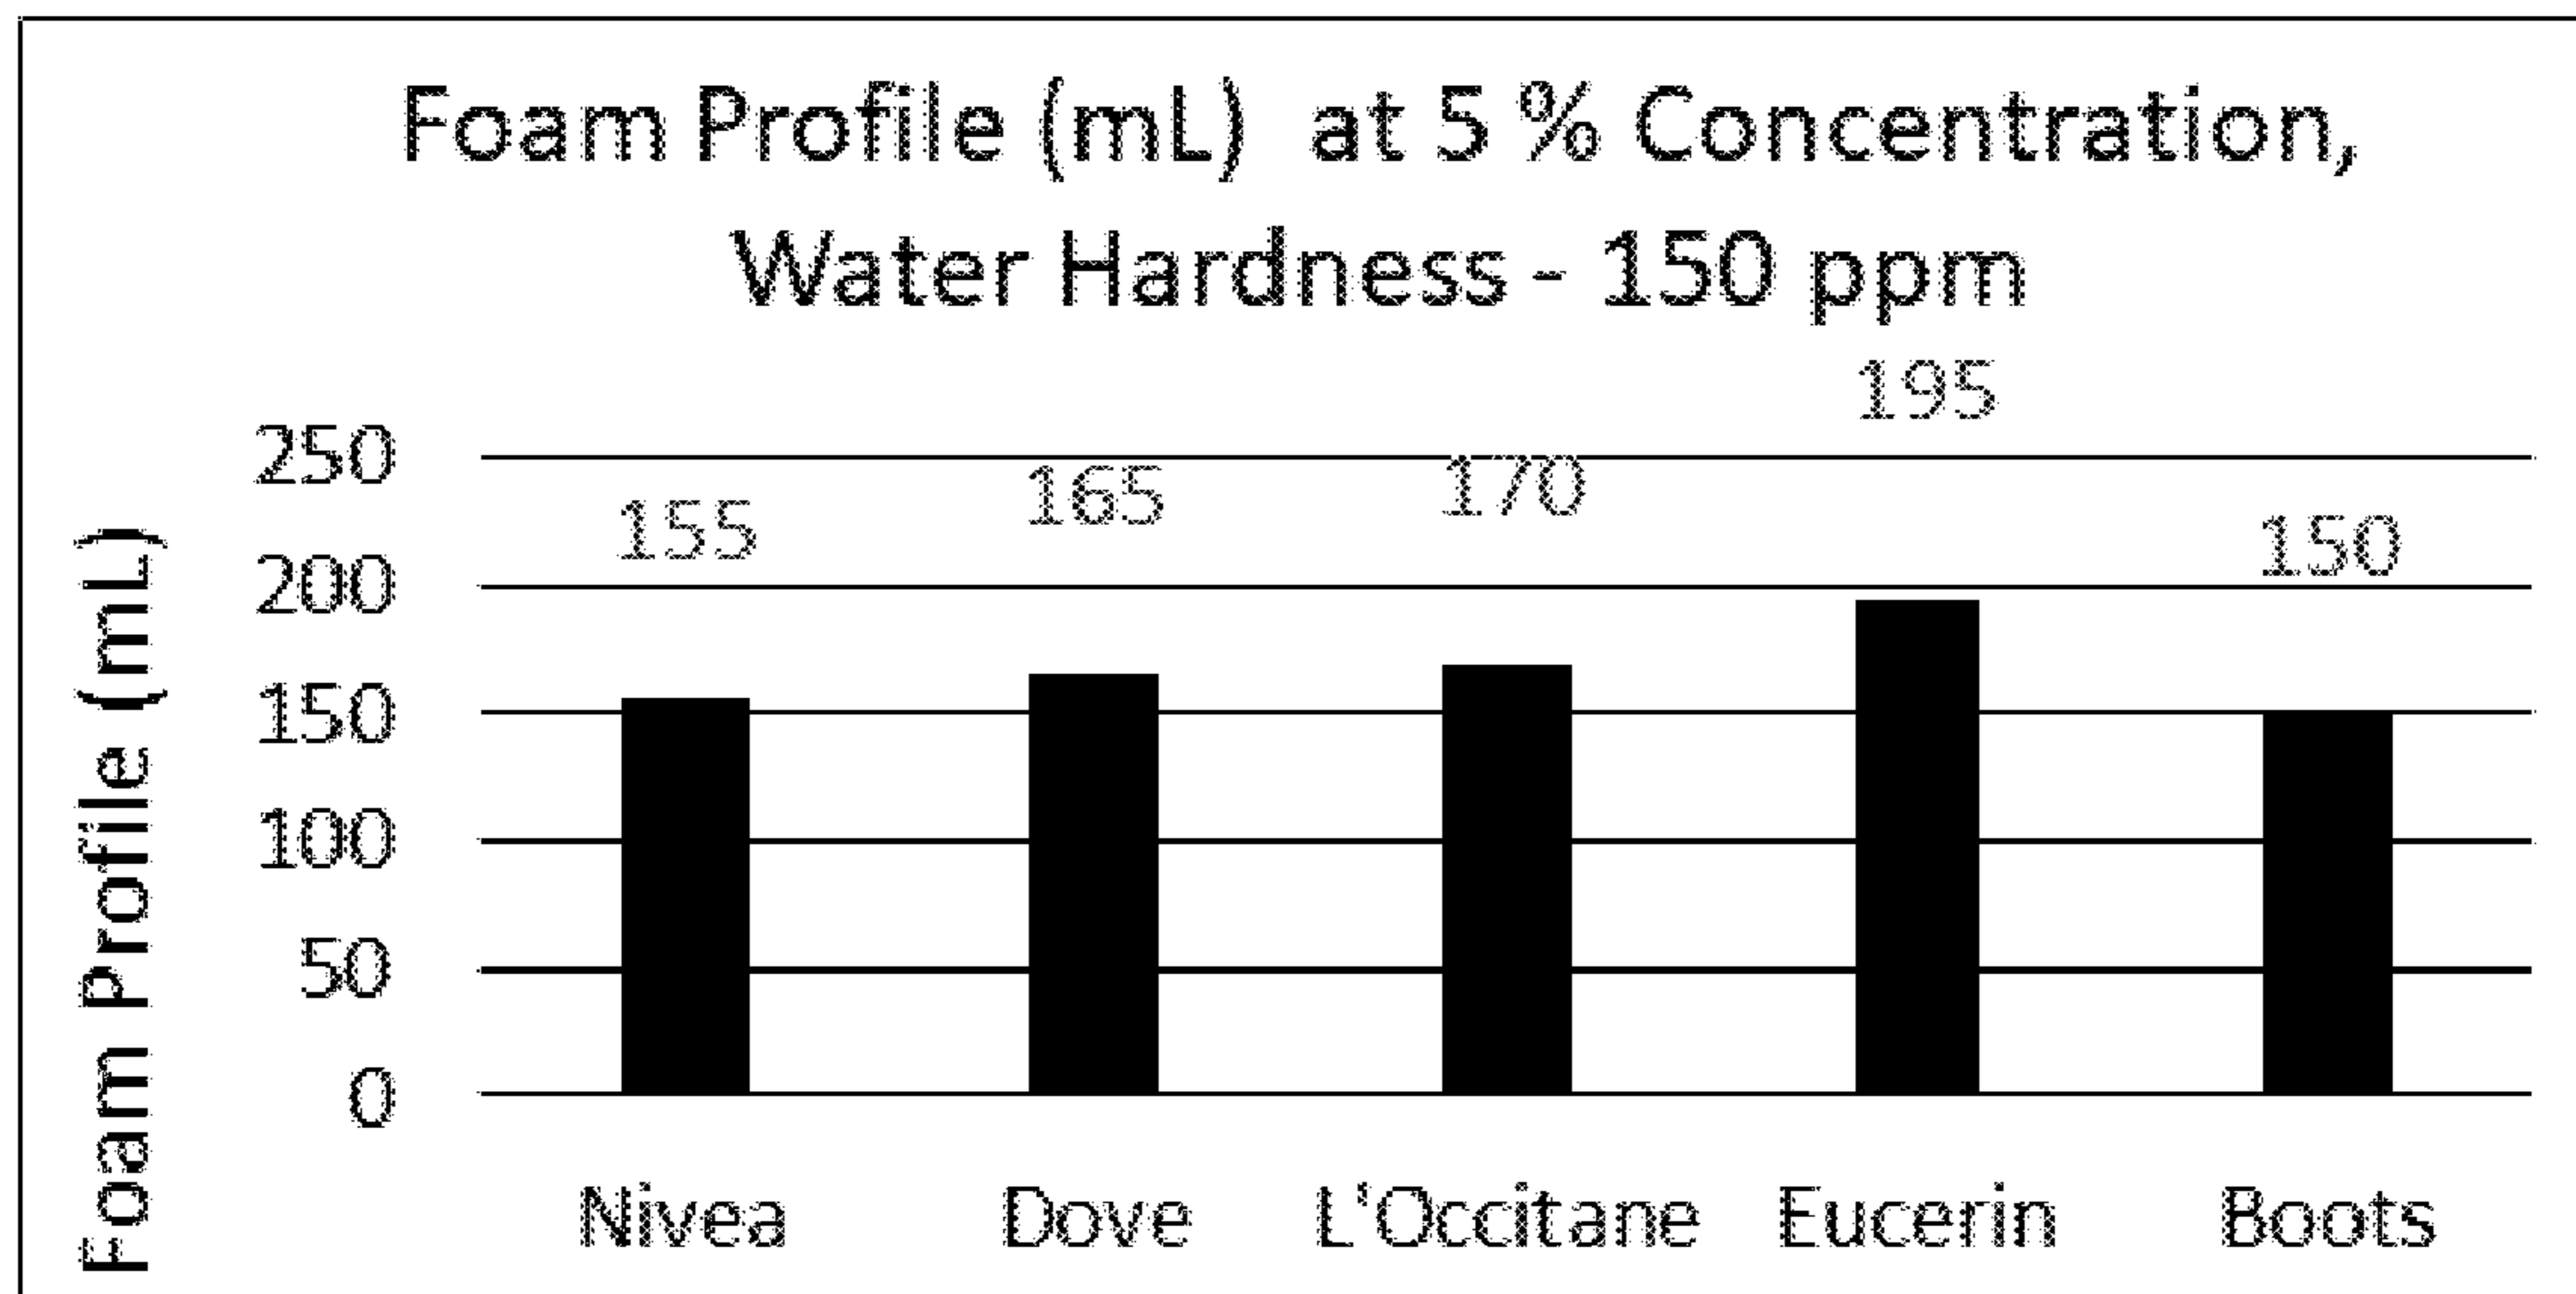 Foam Profile (mL)  at 5 % Concentration,
Water Hardness - 150 ppm
Foam Profile (mL)
250
200
150
100
50
0
155
165
170
195
150
Nivea
Dove
L'Occitane
Eucerin
Boots